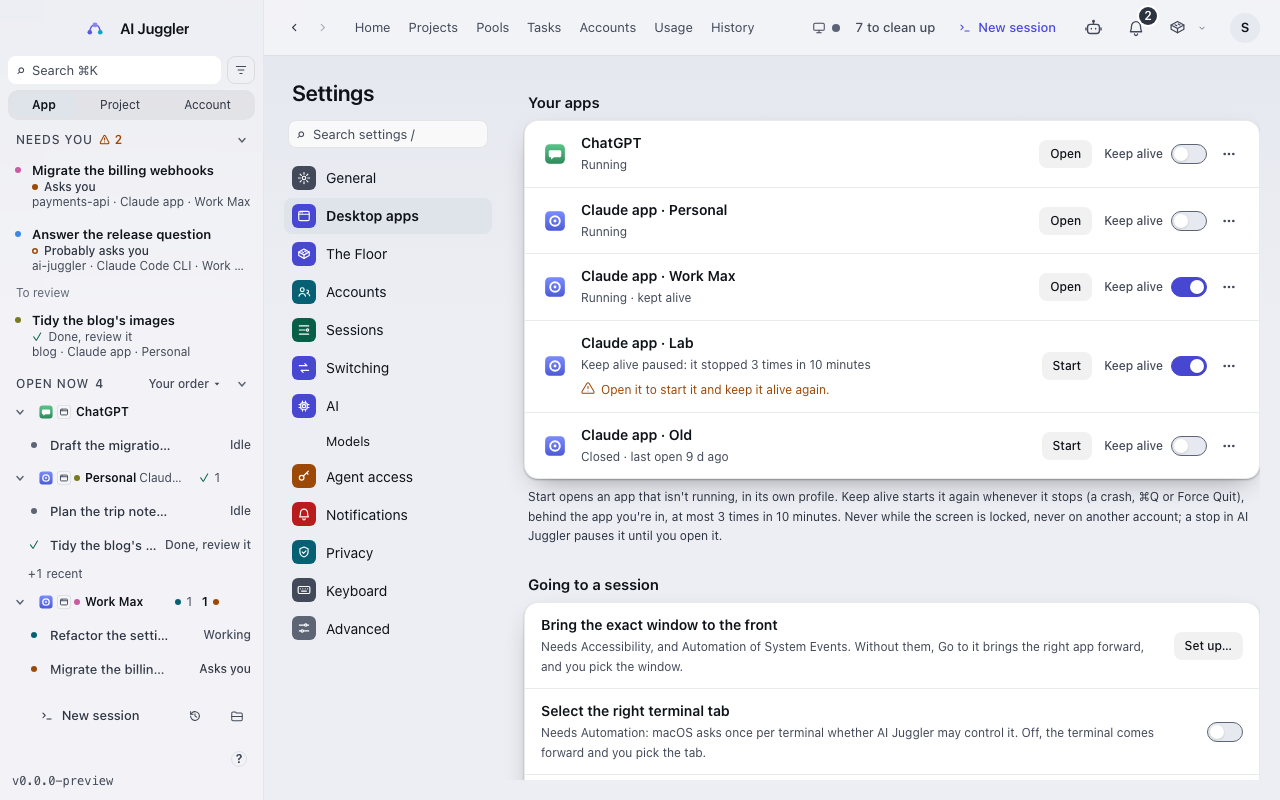 AI Juggler
Search ⌘K
App Project Account
NEEDS YOU 2
Migrate the billing webhooks
Asks you
payments-api · Claude app · Work Max
Answer the release question
Probably asks you
ai-juggler · Claude Code CLI · Work ...
To review
Tidy the blog's images
Done, review it
blog · Claude app · Personal
OPEN NOW 4 Your order
ChatGPT
Draft the migratio... Idle
Personal Claud... 1
Plan the trip note... Idle
Tidy the blog's ... Done, review it
+1 recent
Work Max 1 1
Refactor the setti... Working
Migrate the billin... Asks you
New session
?
v0.0.0-preview
Home Projects Pools Tasks Accounts Usage History
7 to clean up
New session
2
S
Settings
Search settings /
General
Desktop apps
The Floor
Accounts
Sessions
Switching
AI
Models
Agent access
Notifications
Privacy
Keyboard
Advanced
Your apps
ChatGPT
Running
Open Keep alive
Claude app · Personal
Running
Open Keep alive
Claude app · Work Max
Running · kept alive
Open Keep alive
Claude app · Lab
Keep alive paused: it stopped 3 times in 10 minutes
Open it to start it and keep it alive again.
Start Keep alive
Claude app · Old
Closed · last open 9 d ago
Start Keep alive
Start opens an app that isn't running, in its own profile. Keep alive starts it again whenever it stops (a crash, ⌘Q or Force Quit),
behind the app you're in, at most 3 times in 10 minutes. Never while the screen is locked, never on another account; a stop in AI
Juggler pauses it until you open it.
Going to a session
Bring the exact window to the front
Needs Accessibility, and Automation of System Events. Without them, Go to it brings the right app forward,
and you pick the window.
Set up...
Select the right terminal tab
Needs Automation: macOS asks once per terminal whether AI Juggler may control it. Off, the terminal comes
forward and you pick the tab.